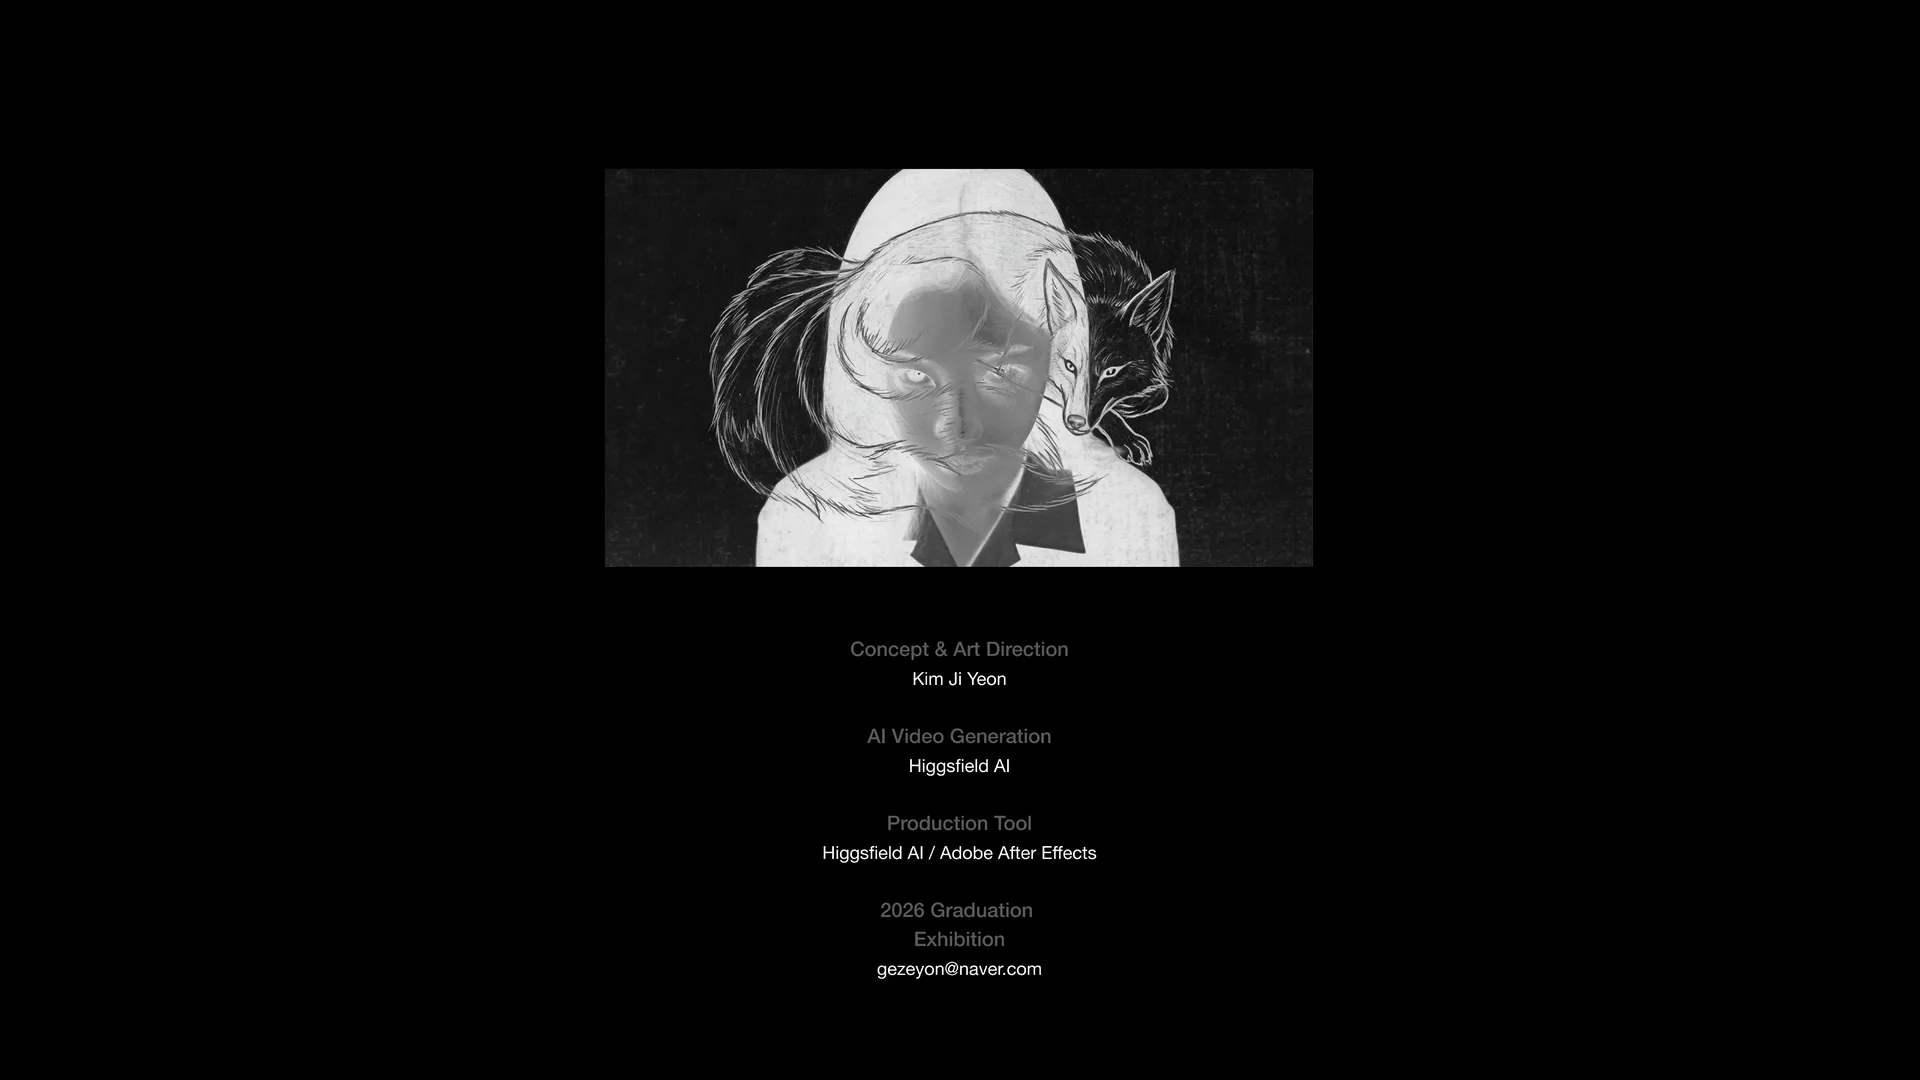 Concept & Art Direction
Kim Ji Yeon
AI Video Generation
Higgsfield AI
Production Tool
Higgsfield AI / Adobe After Effects
2026 Graduation
Exhibition
gezeyon@naver.com